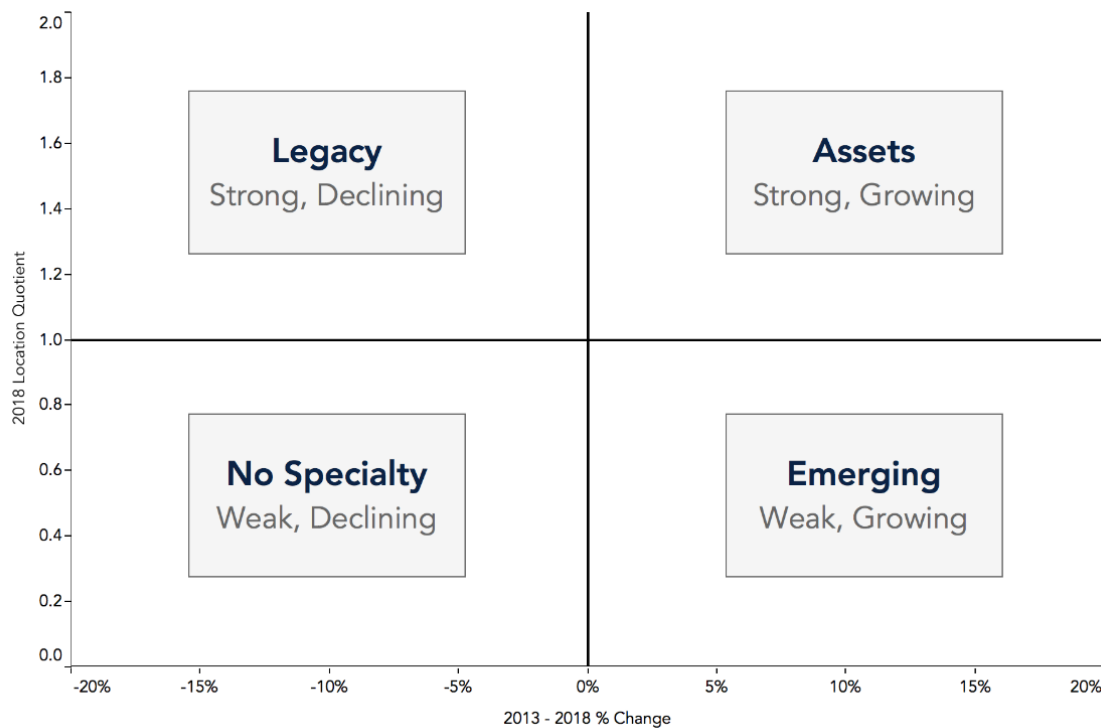 2.0
1.8
1.6
1.4
1.2
1.0
0.8
0.6
0.4
0.2
0.0
2018 Location Quotient
Legacy
Strong, Declining
Assets
Strong, Growing
No Specialty
Weak, Declining
Emerging
Weak, Growing
-20% -15% -10% -5% 0% 5% 10% 15% 20%
2013 - 2018 % Change